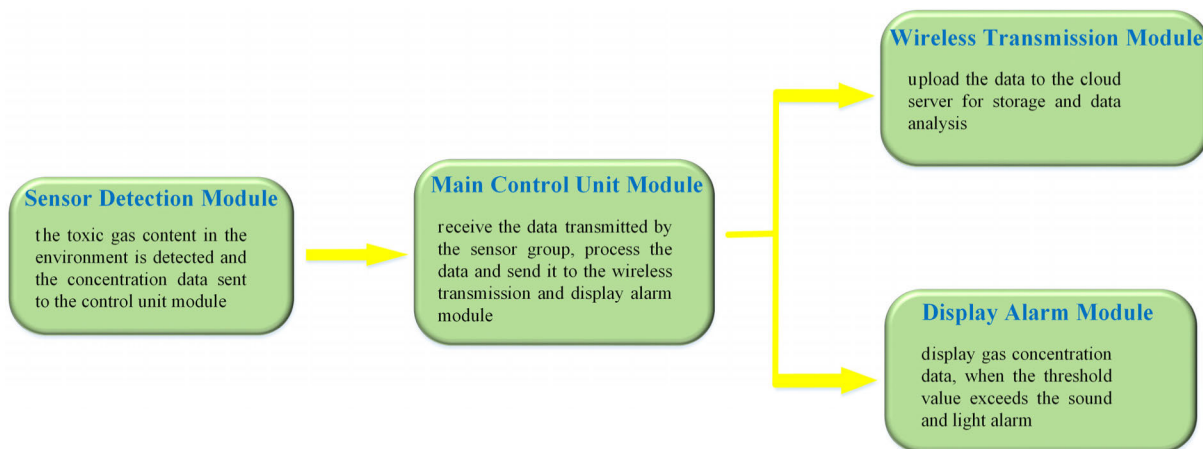 Sensor Detection Module
the toxic gas content in the
environment is detected and
the concentration data sent
to the control unit module
Main Control Unit Module
receive the data transmitted by
the sensor group, process the
data and send it to the wireless
transmission and display alarm
module
Wireless Transmission Module
upload the data to the cloud
server for storage and data
analysis
Display Alarm Module
display gas concentration
data, when the threshold
value exceeds the sound
and light alarm